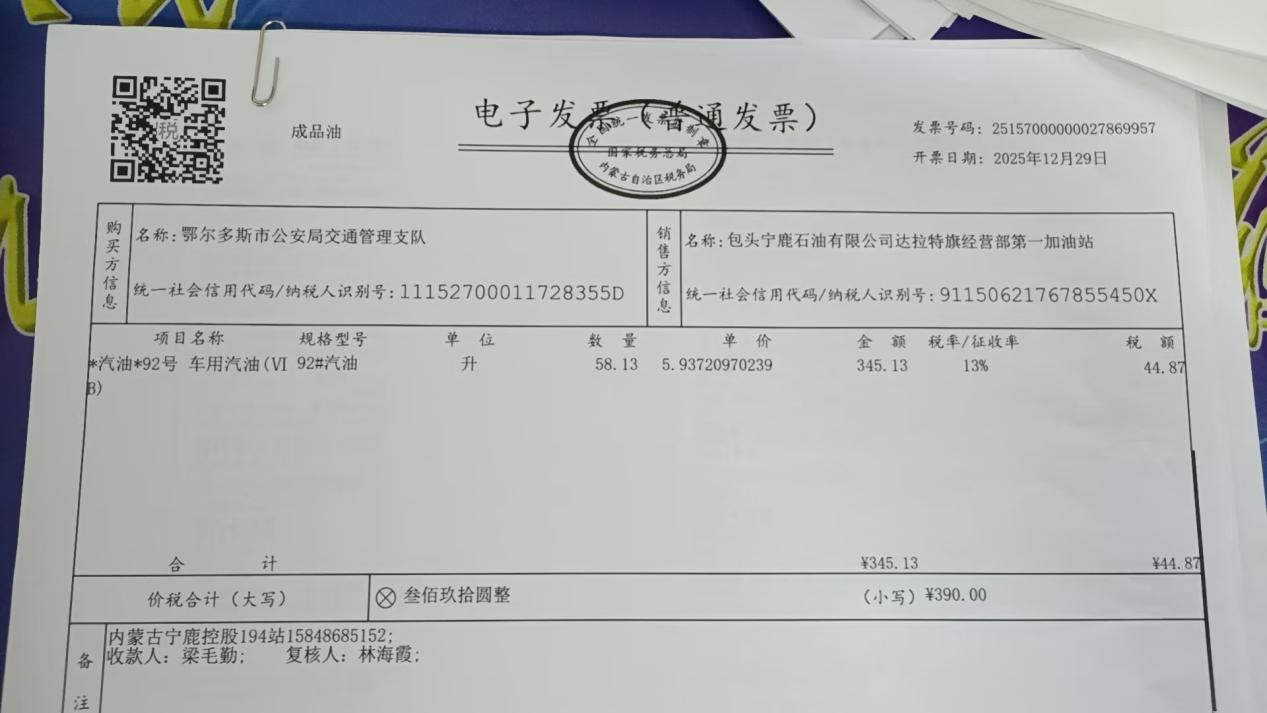 税
成品油
电子发票（普通发票）
全国统一发票监制章
国家税务总局
内蒙古自治区税务局
发票号码：25157000000027869957
开票日期：2025年12月29日
购买方信息
名称：鄂尔多斯市公安局交通管理支队
统一社会信用代码/纳税人识别号：11152700011728355D
销售方信息
名称：包头宁鹿石油有限公司达拉特旗经营部第一加油站
统一社会信用代码/纳税人识别号：91150621767855450X
项目名称 规格型号 单 位 数 量 单 价 金 额 税率/征收率 税 额
*汽油*92号 车用汽油(VI 92#汽油 升 58.13 5.93720970239 345.13 13% 44.87
B)
合 计 ¥345.13 ¥44.87
价税合计（大写） ⊗叁佰玖拾圆整 （小写）¥390.00
备注
内蒙古宁鹿控股194站15848685152;
收款人：梁毛勤; 复核人：林海霞;